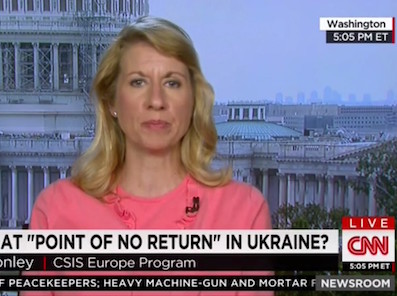 Washington
5:05 PM ET
LIVE
AT "POINT OF NO RETURN" IN UKRAINE?
CNN
onley | CSIS Europe Program
5:05 PM ET
OF PEACEKEEPERS; HEAVY MACHINE-GUN AND MORTAR F
NEWSROOM